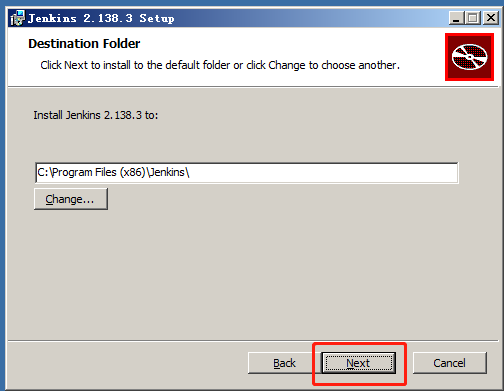 Jenkins 2.138.3 Setup
Destination Folder
Click Next to install to the default folder or click Change to choose another.
Install Jenkins 2.138.3 to:
C:\Program Files (x86)\Jenkins\
Change...
Back Next Cancel